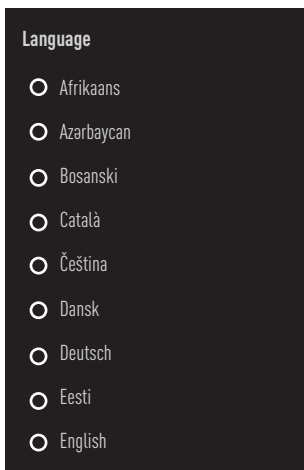 Language
Afrikaans
Azərbaycan
Bosanski
Català
Čeština
Dansk
Deutsch
Eesti
English